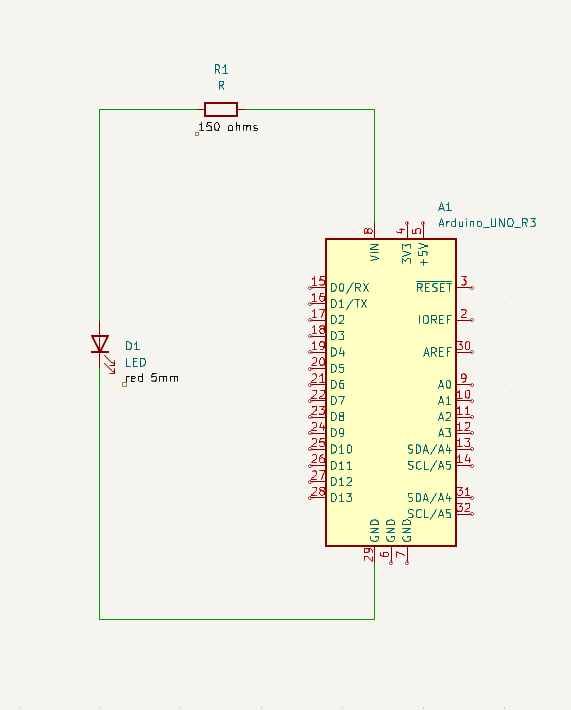 R1
R
150 ohms
A1
Arduino_UNO_R3
8
4
5
VIN
3V3
+5V
15 D0/RX RESET 3
16 D1/TX
17 D2 IOREF 2
18 D3
19 D4 AREF 30
20 D5
21 D6 A0 9
22 D7 A1 10
23 D8 A2 11
24 D9 A3 12
25 D10 SDA/A4 13
26 D11 SCL/A5 14
27 D12
28 D13 SDA/A4 31
SCL/A5 32
GND
GND
GND
29
6
7
D1
LED
red 5mm